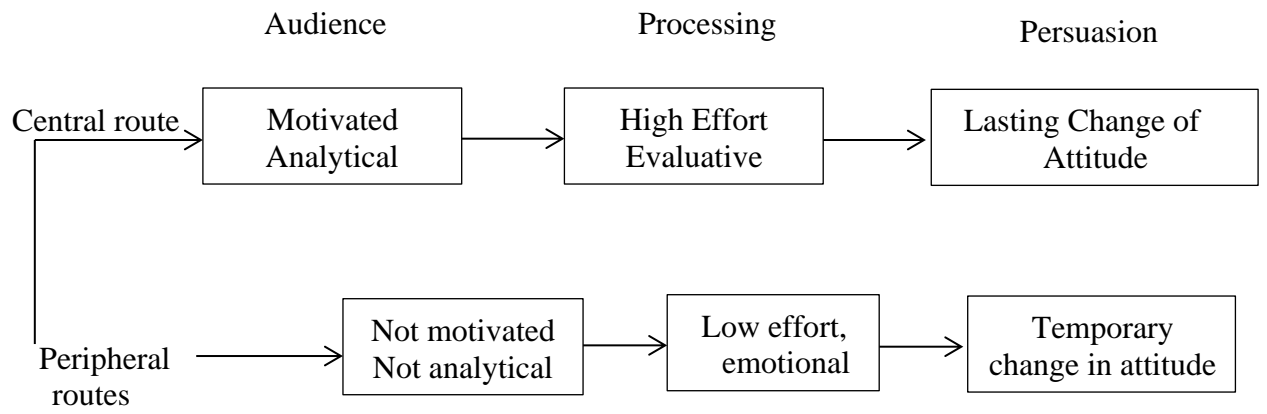 Audience Processing Persuasion
Central route
Motivated
Analytical
High Effort
Evaluative
Lasting Change of
Attitude
Peripheral
routes
Not motivated
Not analytical
Low effort,
emotional
Temporary
change in attitude